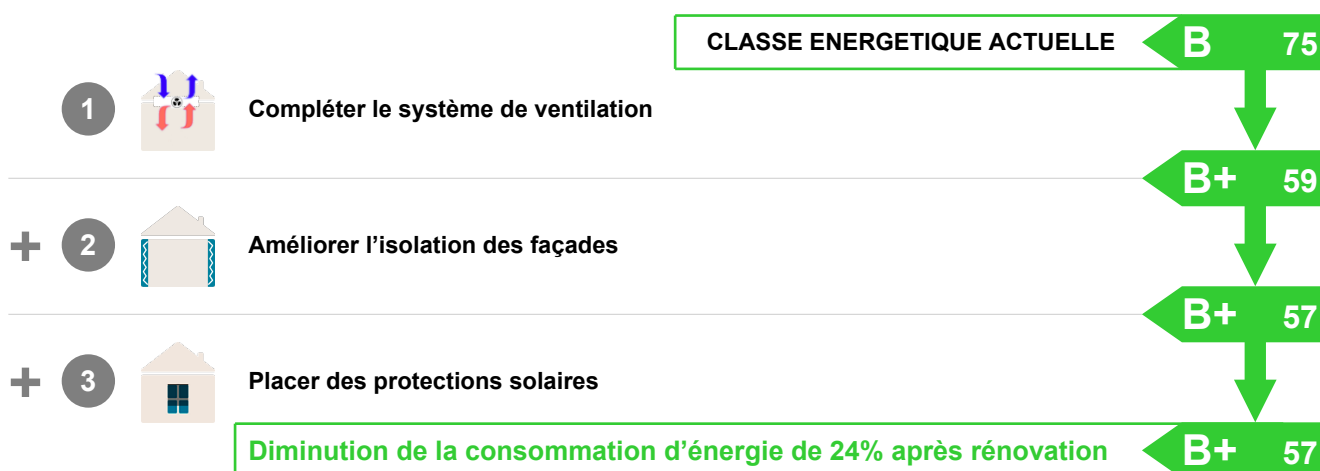 CLASSE ENERGETIQUE ACTUELLE B 75
1 Compléter le système de ventilation
B+ 59
+ 2 Améliorer l’isolation des façades
B+ 57
+ 3 Placer des protections solaires
Diminution de la consommation d’énergie de 24% après rénovation B+ 57